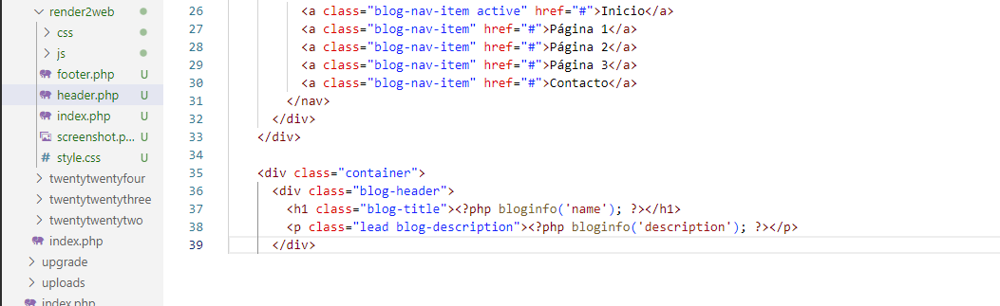 render2web
css
js
footer.php U
header.php U
index.php U
screenshot.p... U
# style.css U
twentytwentyfour
twentytwentythree
twentytwentytwo
index.php
upgrade
uploads
index.php
26 <a class="blog-nav-item active" href="#">Inicio</a>
27 <a class="blog-nav-item" href="#">Página 1</a>
28 <a class="blog-nav-item" href="#">Página 2</a>
29 <a class="blog-nav-item" href="#">Página 3</a>
30 <a class="blog-nav-item" href="#">Contacto</a>
31 </nav>
32 </div>
33 </div>
34
35 <div class="container">
36 <div class="blog-header">
37 <h1 class="blog-title"><?php bloginfo('name'); ?></h1>
38 <p class="lead blog-description"><?php bloginfo('description'); ?></p>
39 </div>